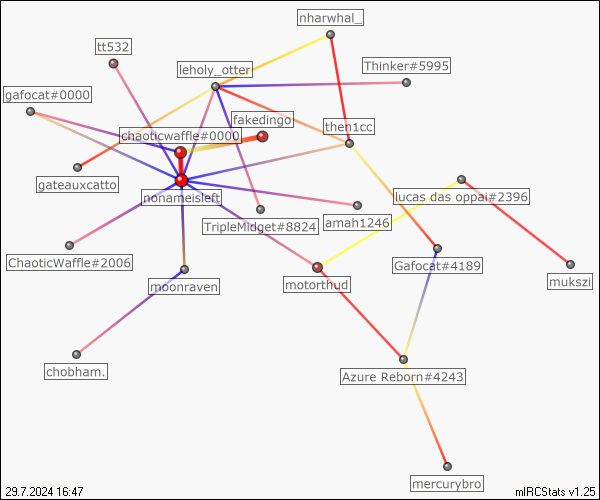 nharwhal_
tt532
leholy_otter
Thinker#5995
gafocat#0000
fakedingo
chaoticwaffle#0000
then1cc
gateauxcatto
nonameisleft
lucas das oppai#2396
TripleMidget#8824
amah1246
ChaoticWaffle#2006
Gafocat#4189
moonraven
motorthud
mukszi
chobham.
Azure Reborn#4243
mercurybro
29.7.2024 16:47
mIRCStats v1.25